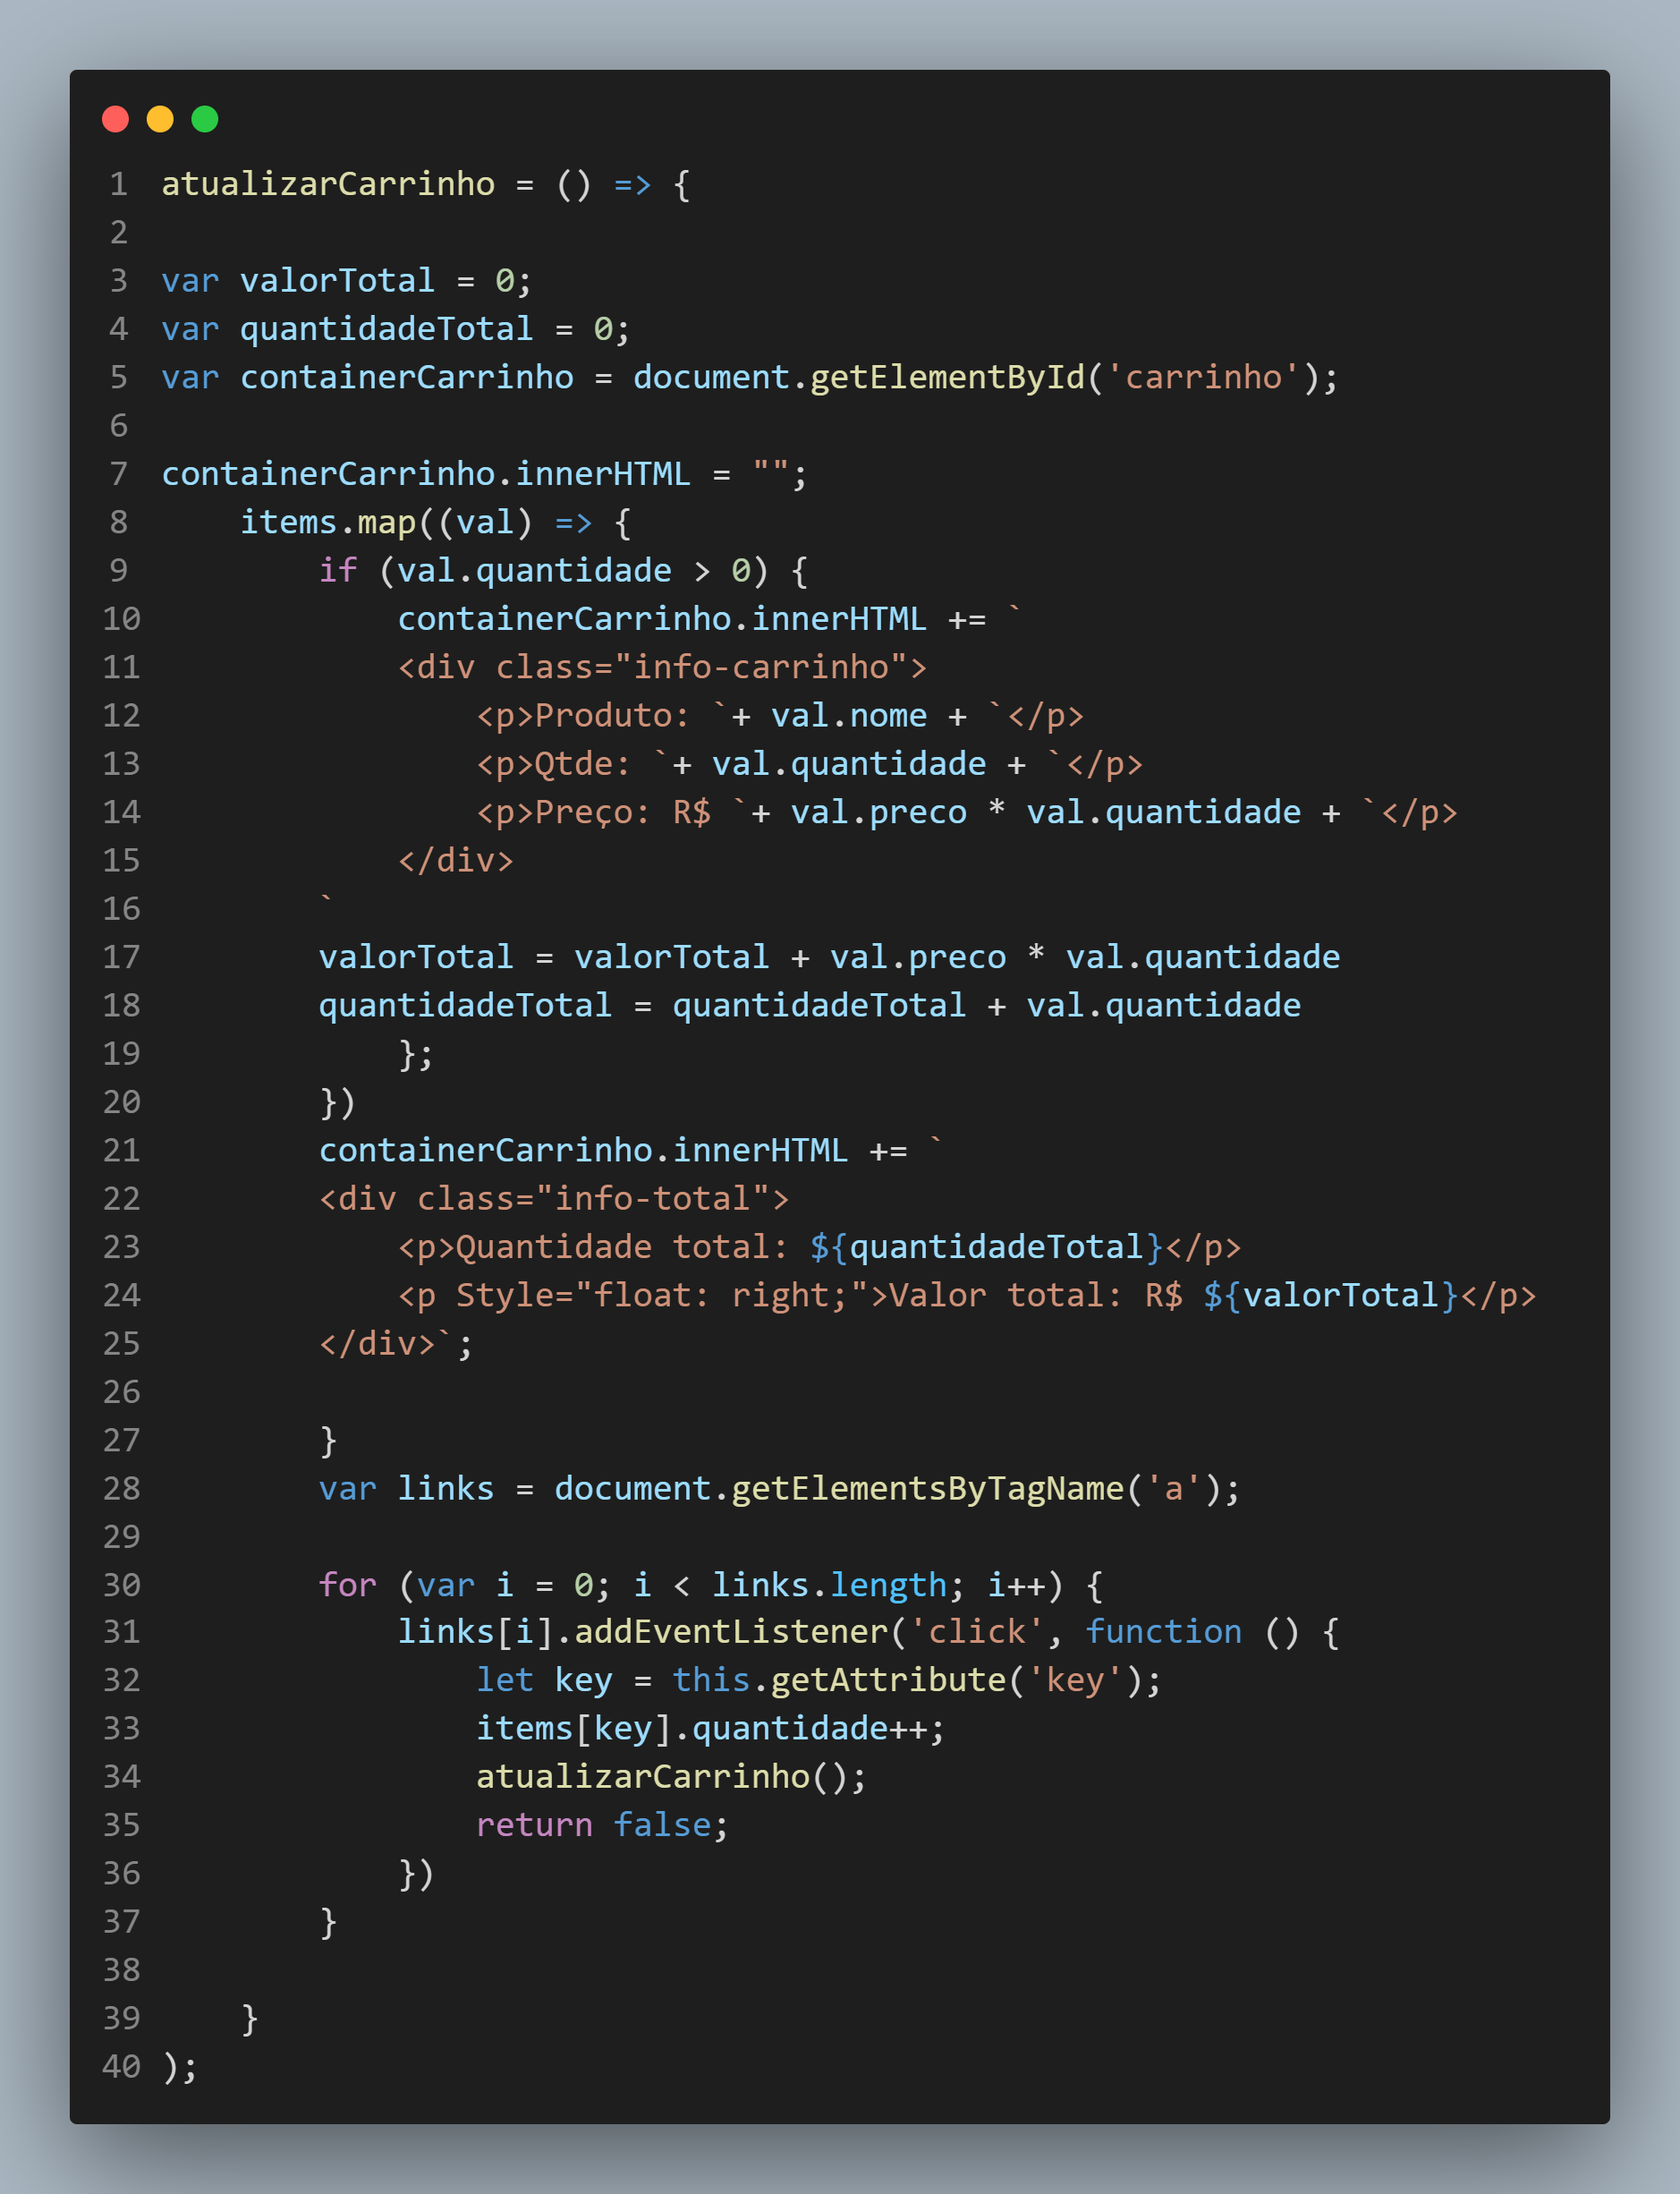 1 atualizarCarrinho = () => {
2
3 var valorTotal = 0;
4 var quantidadeTotal = 0;
5 var containerCarrinho = document.getElementById('carrinho');
6
7 containerCarrinho.innerHTML = "";
8     items.map((val) => {
9         if (val.quantidade > 0) {
10             containerCarrinho.innerHTML += `
11             <div class="info-carrinho">
12                 <p>Produto: `+ val.nome + `</p>
13                 <p>Qtde: `+ val.quantidade + `</p>
14                 <p>Preço: R$ `+ val.preco * val.quantidade + `</p>
15             </div>
16         `
17         valorTotal = valorTotal + val.preco * val.quantidade
18         quantidadeTotal = quantidadeTotal + val.quantidade
19             };
20         })
21         containerCarrinho.innerHTML += `
22         <div class="info-total">
23             <p>Quantidade total: ${quantidadeTotal}</p>
24             <p Style="float: right;">Valor total: R$ ${valorTotal}</p>
25         </div>`;
26
27         }
28         var links = document.getElementsByTagName('a');
29
30         for (var i = 0; i < links.length; i++) {
31             links[i].addEventListener('click', function () {
32                 let key = this.getAttribute('key');
33                 items[key].quantidade++;
34                 atualizarCarrinho();
35                 return false;
36             })
37         }
38
39     }
40 );